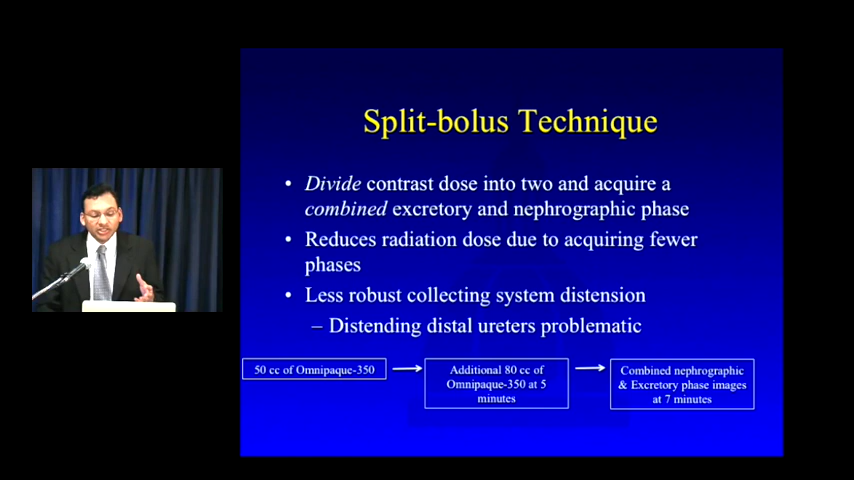 Split-bolus Technique
• Divide contrast dose into two and acquire a
combined excretory and nephrographic phase
• Reduces radiation dose due to acquiring fewer
phases
• Less robust collecting system distension
– Distending distal ureters problematic
50 cc of Omnipaque-350
Additional 80 cc of
Omnipaque-350 at 5
minutes
Combined nephrographic
& Excretory phase images
at 7 minutes